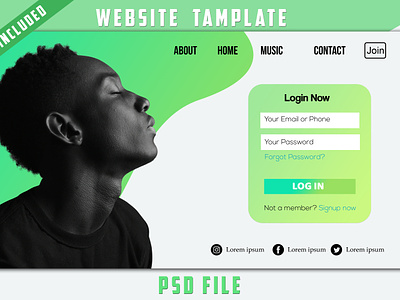 INCLUDED
WEBSITE TAMPLATE
ABOUT HOME MUSIC CONTACT Join
Login Now
Your Email or Phone
Your Password
Forgot Password?
LOG IN
Not a member? Signup now
Lorem ipsum Lorem ipsum Lorem ipsum
PSD FILE